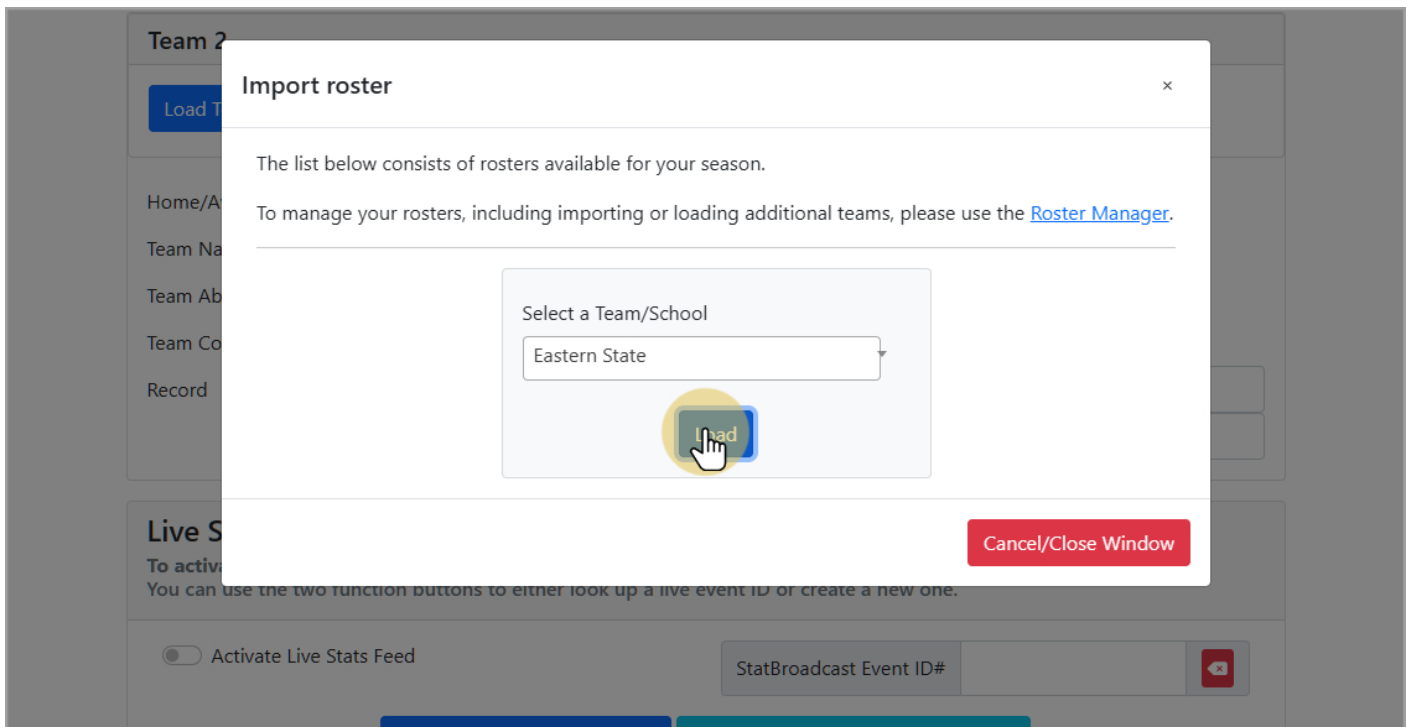 Team 2
Import roster
×
Load T
The list below consists of rosters available for your season.
Home/A
To manage your rosters, including importing or loading additional teams, please use the Roster Manager.
Team Na
Team Ab
Select a Team/School
Team Co
Eastern State
Record
Load
Live S
Cancel/Close Window
To activ
You can use the two function buttons to either look up a live event ID or create a new one.
Activate Live Stats Feed
StatBroadcast Event ID#